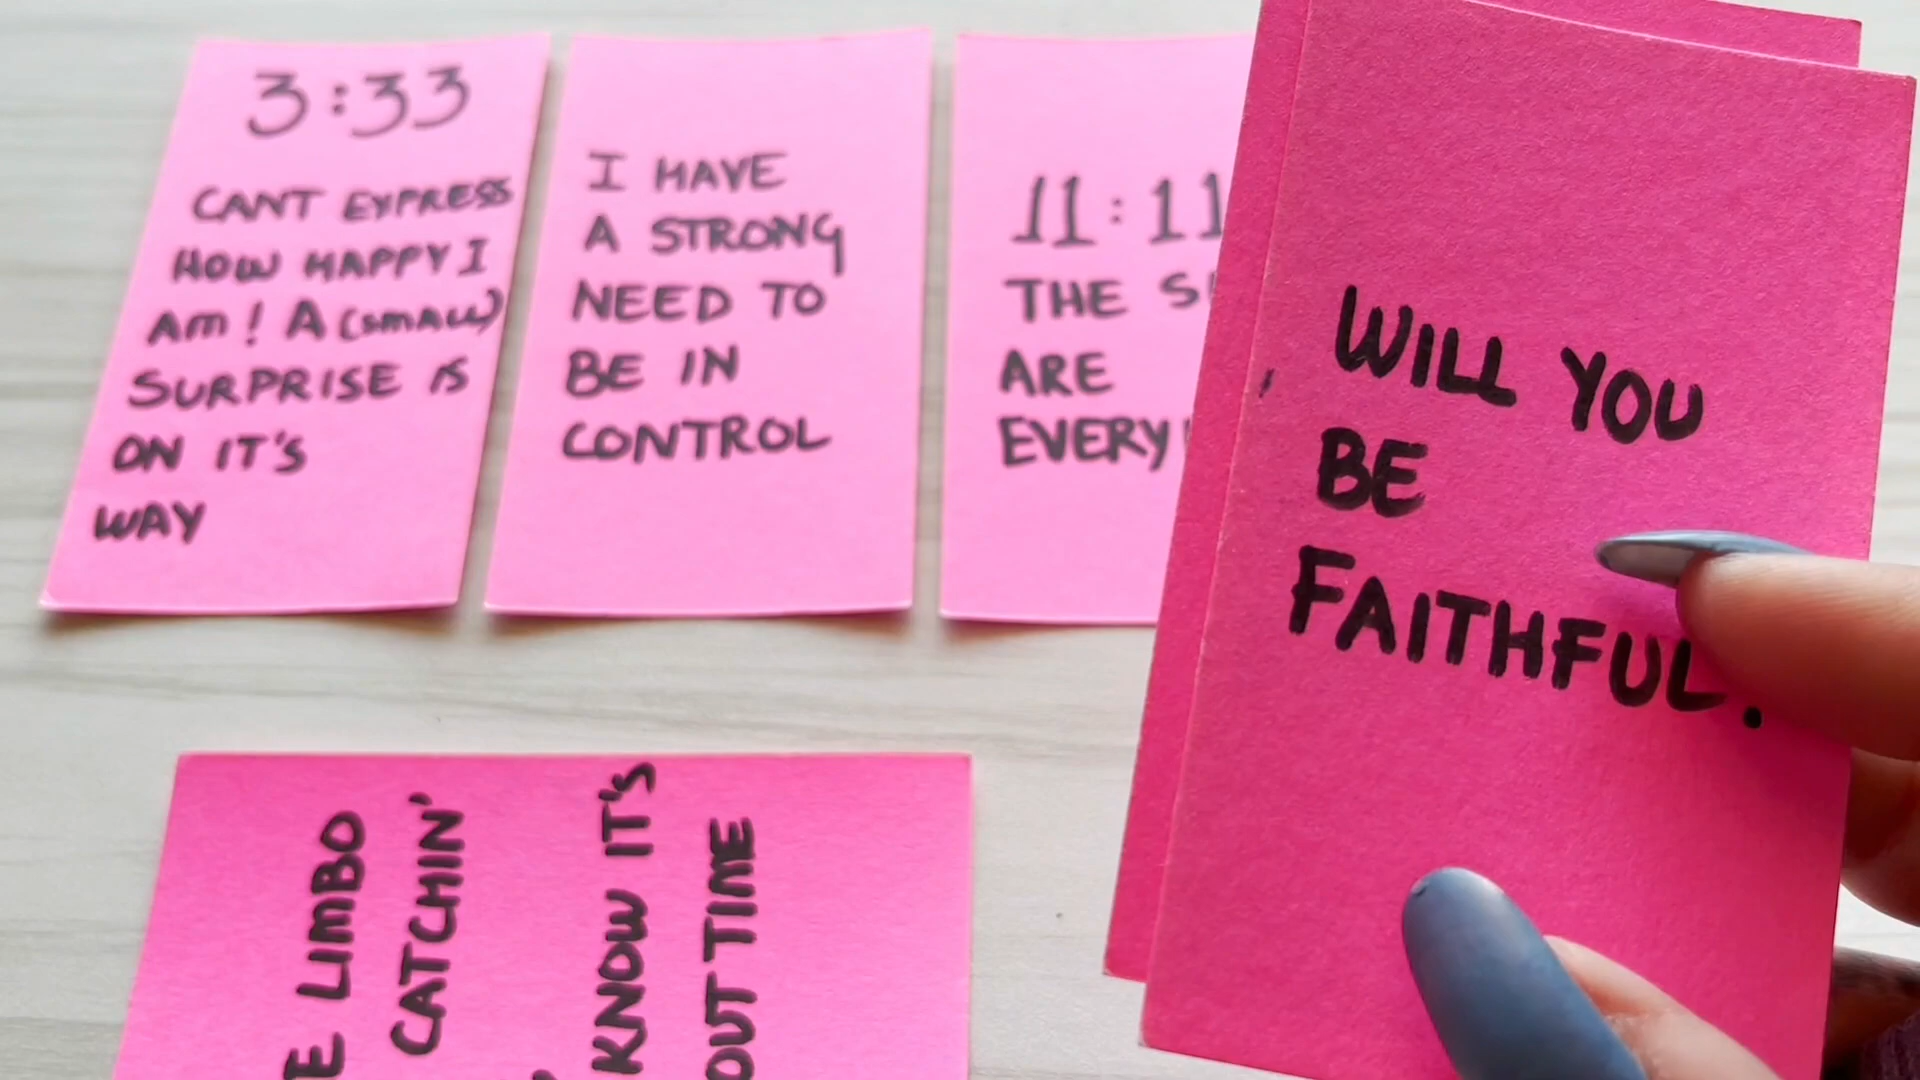 3:33
CANT EXPRESS
HOW HAPPY I
AM! A (SMALL)
SURPRISE IS
ON IT'S
WAY
I HAVE
A STRONG
NEED TO
BE IN
CONTROL
11:11
THE
ARE
EVERY
WILL YOU
BE
FAITHFUL
LIMBO
CATCHIN'
KNOW IT'S
OUT TIME